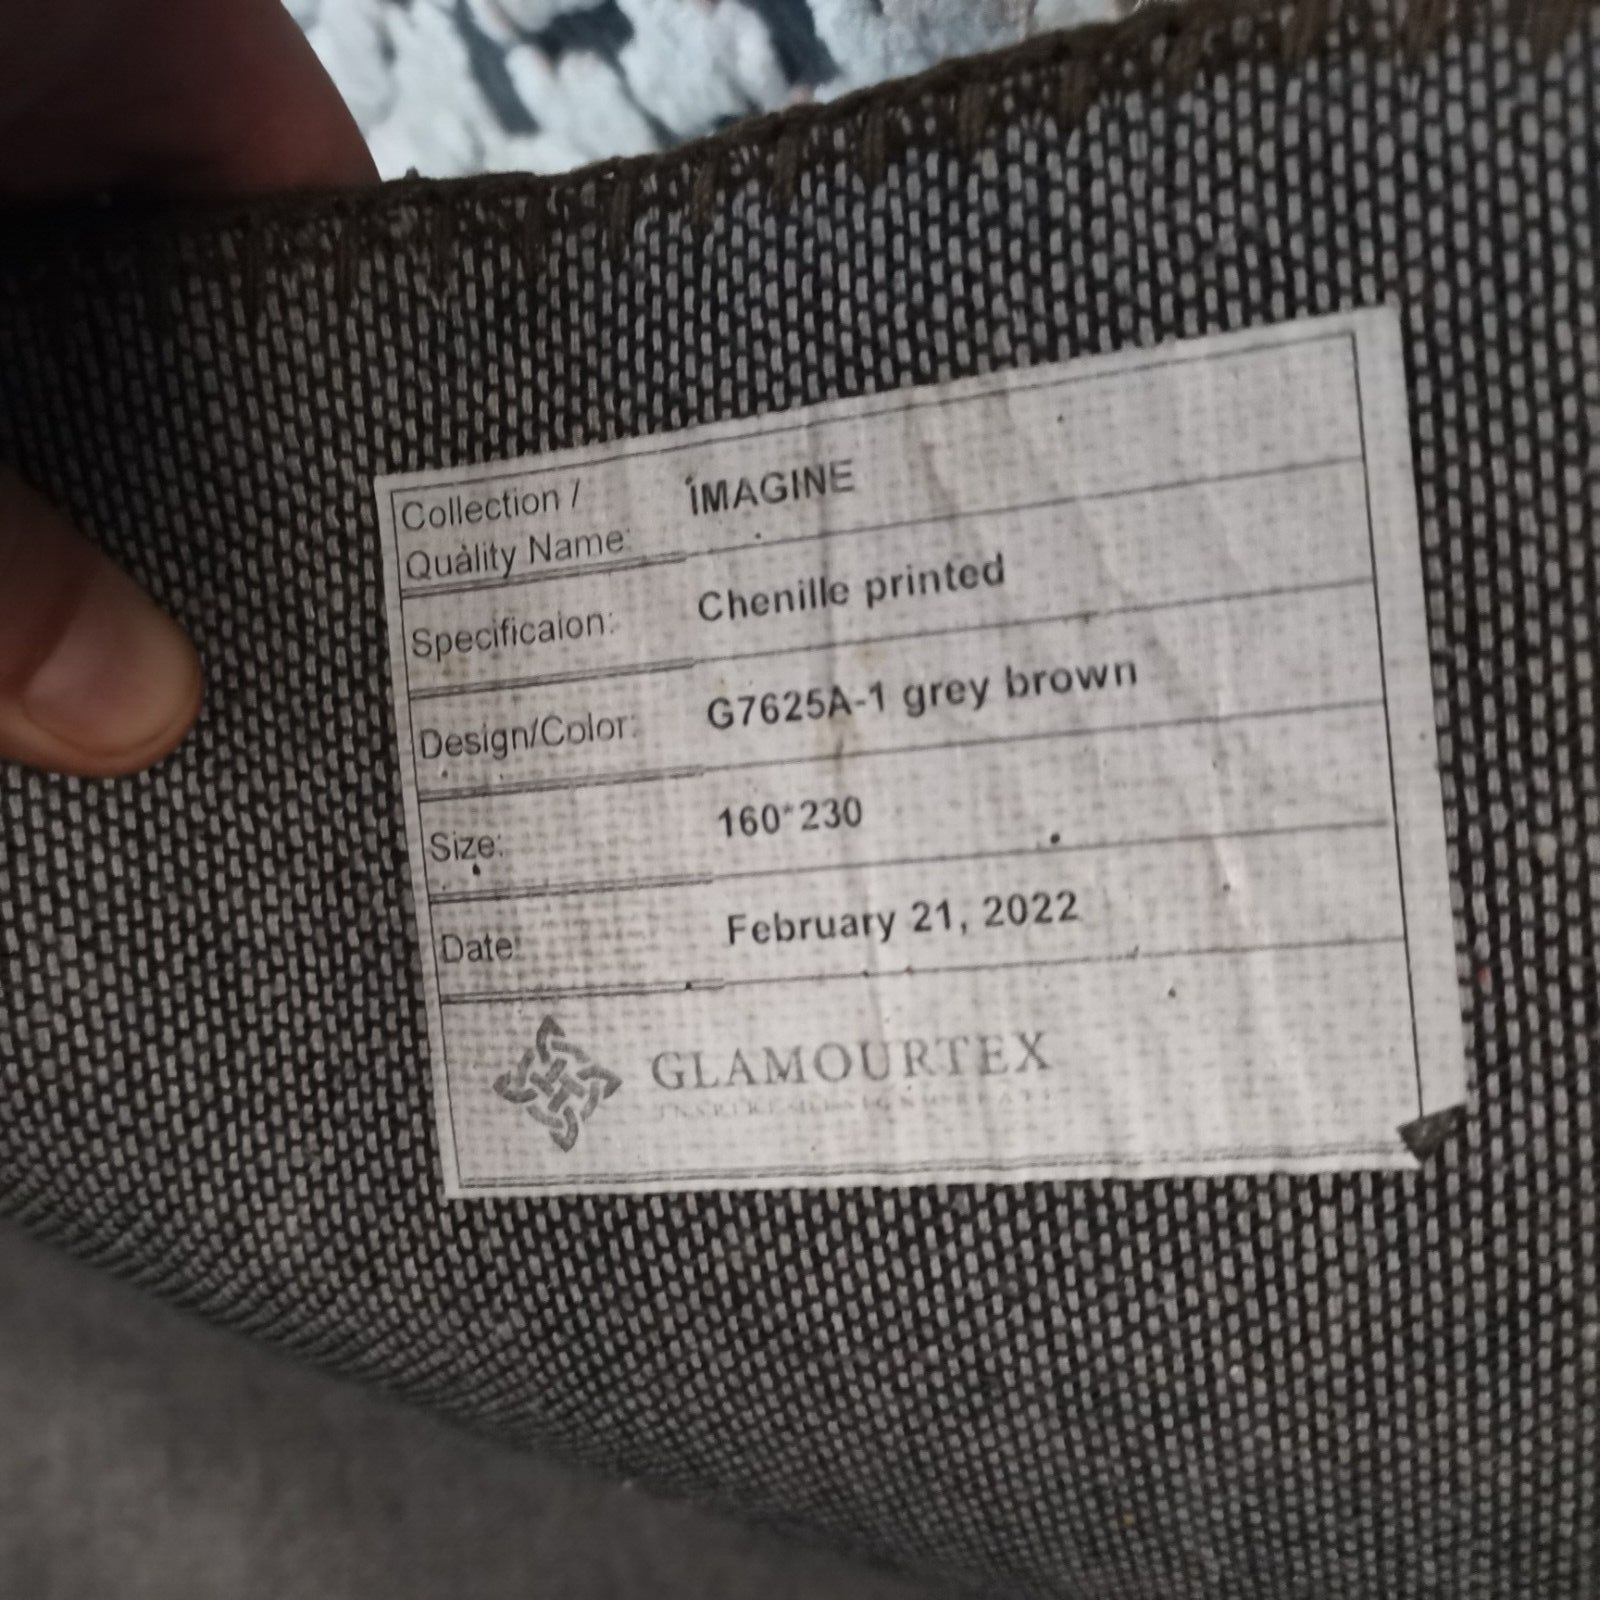 Collection /
Quality Name: IMAGINE
Specificaion: Chenille printed
Design/Color: G7625A-1 grey brown
Size: 160*230
Date: February 21, 2022
GLAMOURTEX